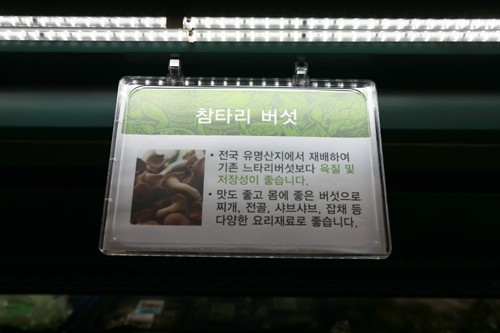 참타리 버섯
• 전국 유명산지에서 재배하여
기존 느타리버섯보다 육질 및
저장성이 좋습니다.
• 맛도 좋고 몸에 좋은 버섯으로
찌개, 전골, 샤브샤브, 잡채 등
다양한 요리재료로 좋습니다.